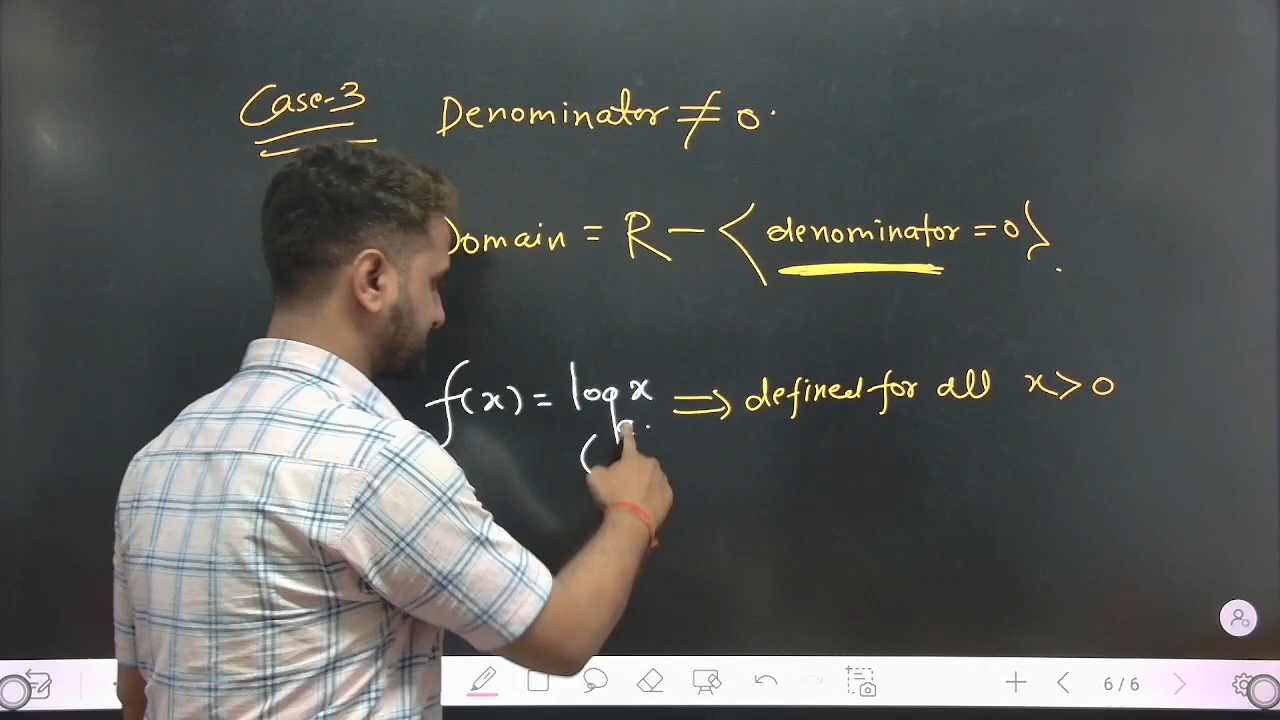 Case-3 Denominator ≠ 0.
Domain = R - { denominator = 0 }.
f(x) = log x ⟹ defined for all x > 0
6/6